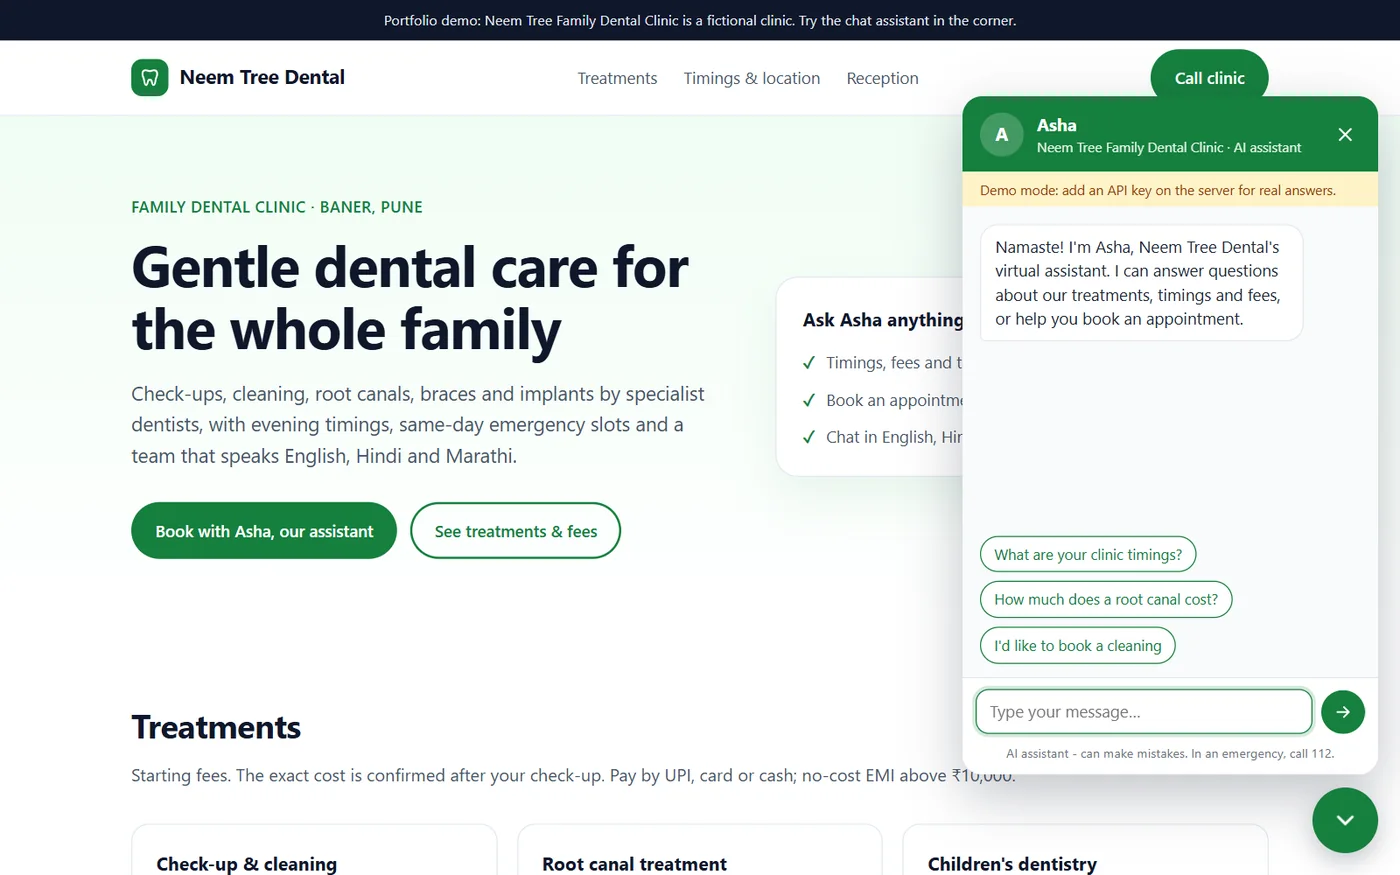 Portfolio demo: Neem Tree Family Dental Clinic is a fictional clinic. Try the chat assistant in the corner.
Neem Tree Dental
Treatments
Timings & location
Reception
Call clinic
FAMILY DENTAL CLINIC · BANER, PUNE
Gentle dental care for
the whole family
Check-ups, cleaning, root canals, braces and implants by specialist
dentists, with evening timings, same-day emergency slots and a
team that speaks English, Hindi and Marathi.
Book with Asha, our assistant
See treatments & fees
Ask Asha anything
✓ Timings, fees and
✓ Book an
✓ Chat in English,
Treatments
Starting fees. The exact cost is confirmed after your check-up. Pay by UPI, card or cash; no-cost EMI above ₹10,000.
Check-up & cleaning
Root canal treatment
Children's dentistry
A
Asha
Neem Tree Family Dental Clinic · AI assistant
Demo mode: add an API key on the server for real answers.
Namaste! I'm Asha, Neem Tree Dental's
virtual assistant. I can answer questions
about our treatments, timings and fees,
or help you book an appointment.
What are your clinic timings?
How much does a root canal cost?
I'd like to book a cleaning
Type your message...
AI assistant - can make mistakes. In an emergency, call 112.